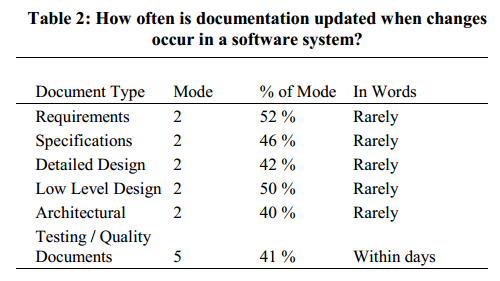 Table 2: How often is documentation updated when changes
occur in a software system?
Document Type Mode % of Mode In Words
Requirements 2 52 % Rarely
Specifications 2 46 % Rarely
Detailed Design 2 42 % Rarely
Low Level Design 2 50 % Rarely
Architectural 2 40 % Rarely
Testing / Quality
Documents 5 41 % Within days